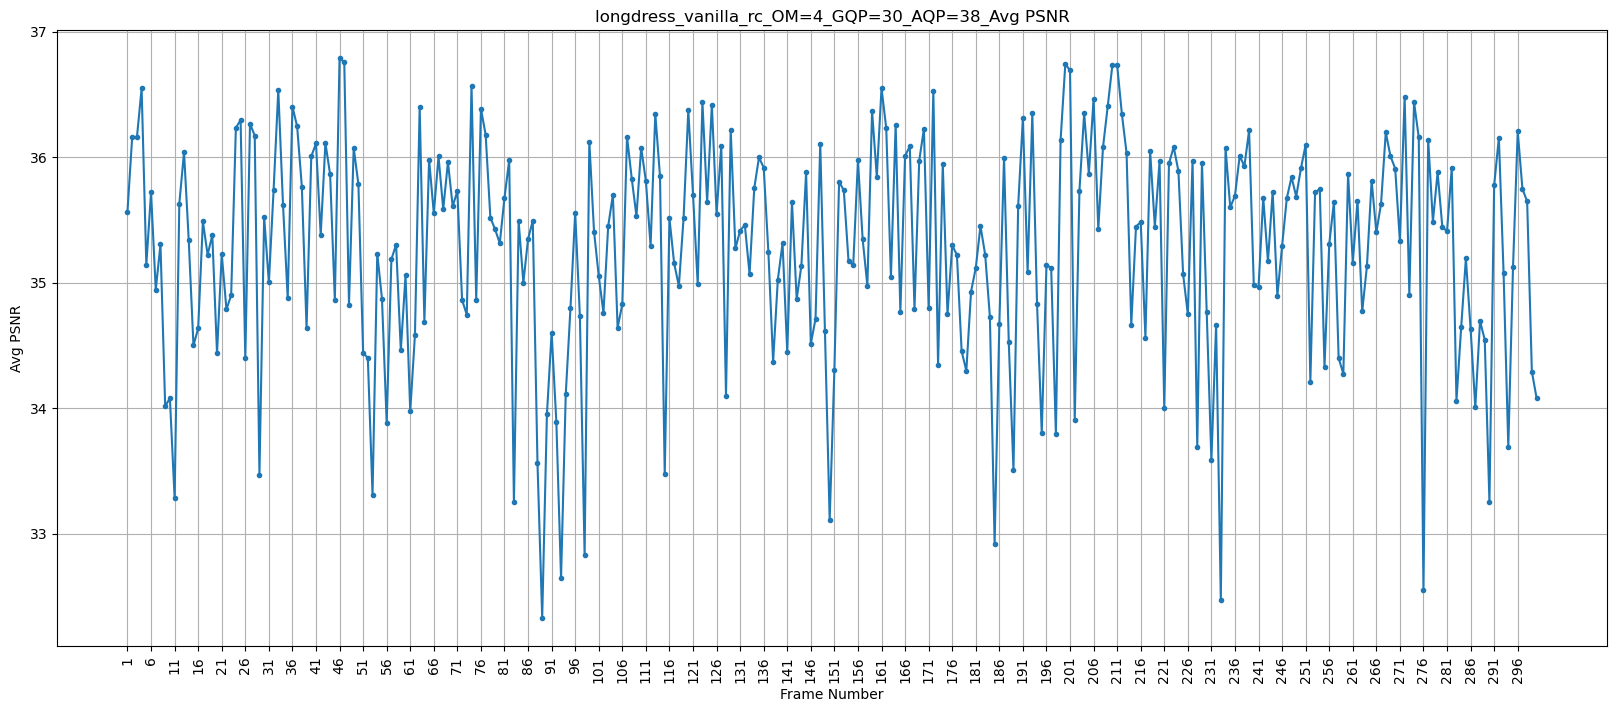 longdress_vanilla_rc_OM=4_GQP=30_AQP=38_Avg PSNR
37
36
35
34
33
Avg PSNR
1 6 11 16 21 26 31 36 41 46 51 56 61 66 71 76 81 86 91 96 101 106 111 116 121 126 131 136 141 146 151 156 161 166 171 176 181 186 191 196 201 206 211 216 221 226 231 236 241 246 251 256 261 266 271 276 281 286 291 296
Frame Number